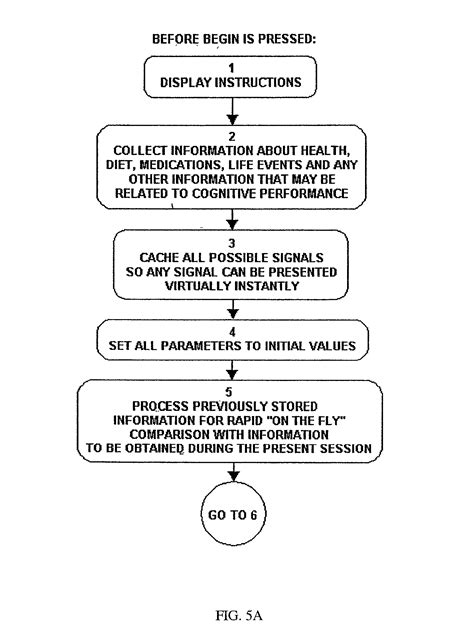 BEFORE BEGIN IS PRESSED:
1
DISPLAY INSTRUCTIONS
2
COLLECT INFORMATION ABOUT HEALTH,
DIET, MEDICATIONS, LIFE EVENTS AND ANY
OTHER INFORMATION THAT MAY BE
RELATED TO COGNITIVE PERFORMANCE
3
CACHE ALL POSSIBLE SIGNALS
SO ANY SIGNAL CAN BE PRESENTED
VIRTUALLY INSTANTLY
4
SET ALL PARAMETERS TO INITIAL VALUES
5
PROCESS PREVIOUSLY STORED
INFORMATION FOR RAPID "ON THE FLY"
COMPARISON WITH INFORMATION
TO BE OBTAINED DURING THE PRESENT SESSION
GO TO 6
FIG. 5A